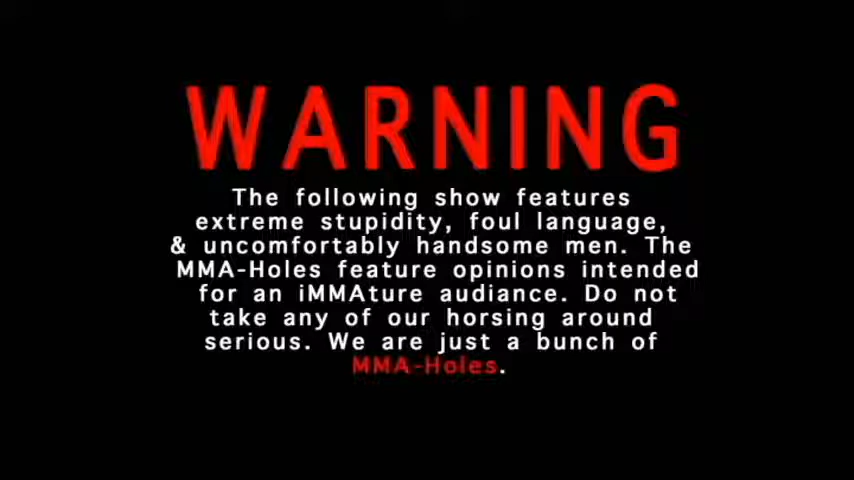 WARNING
The following show features
extreme stupidity, foul language,
& uncomfortably handsome men. The
MMA-Holes feature opinions intended
for an iMMAture audiance. Do not
take any of our horsing around
serious. We are just a bunch of
MMA-Holes.